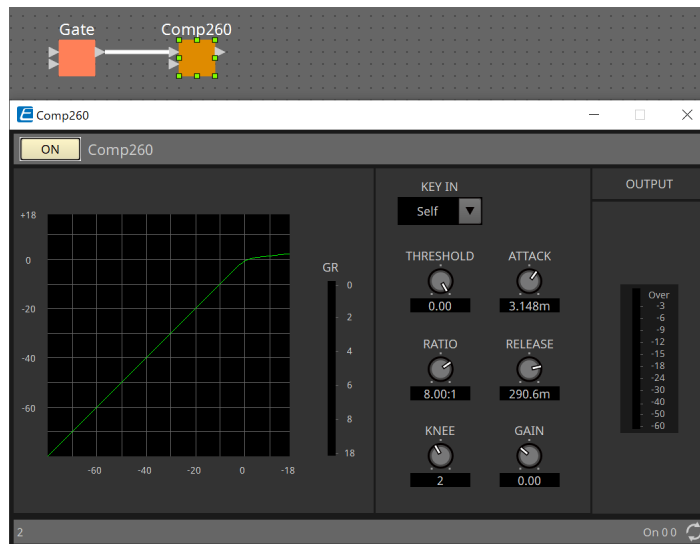 Gate Comp260
E Comp260
ON Comp260
KEY IN
Self
OUTPUT
+18
0
-20
-40
-60
-60 -40 -20 0 -18
GR
0
2
4
6
8
18
THRESHOLD ATTACK
0.00 3.148m
RATIO RELEASE
8.00:1 290.6m
KNEE GAIN
2 0.00
Over
-3
-6
-9
-12
-15
-18
-24
-30
-40
-50
-60
2 On 0 0